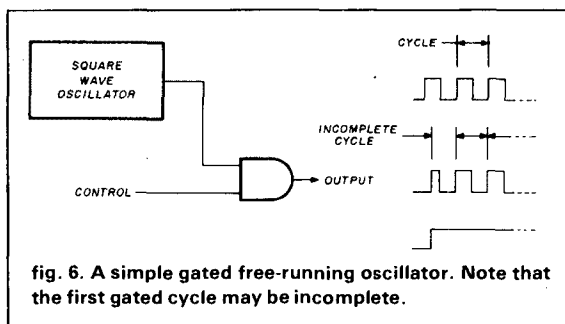 SQUARE
WAVE
OSCILLATOR
CONTROL
OUTPUT
CYCLE
INCOMPLETE
CYCLE
fig. 6. A simple gated free-running oscillator. Note that
the first gated cycle may be incomplete.